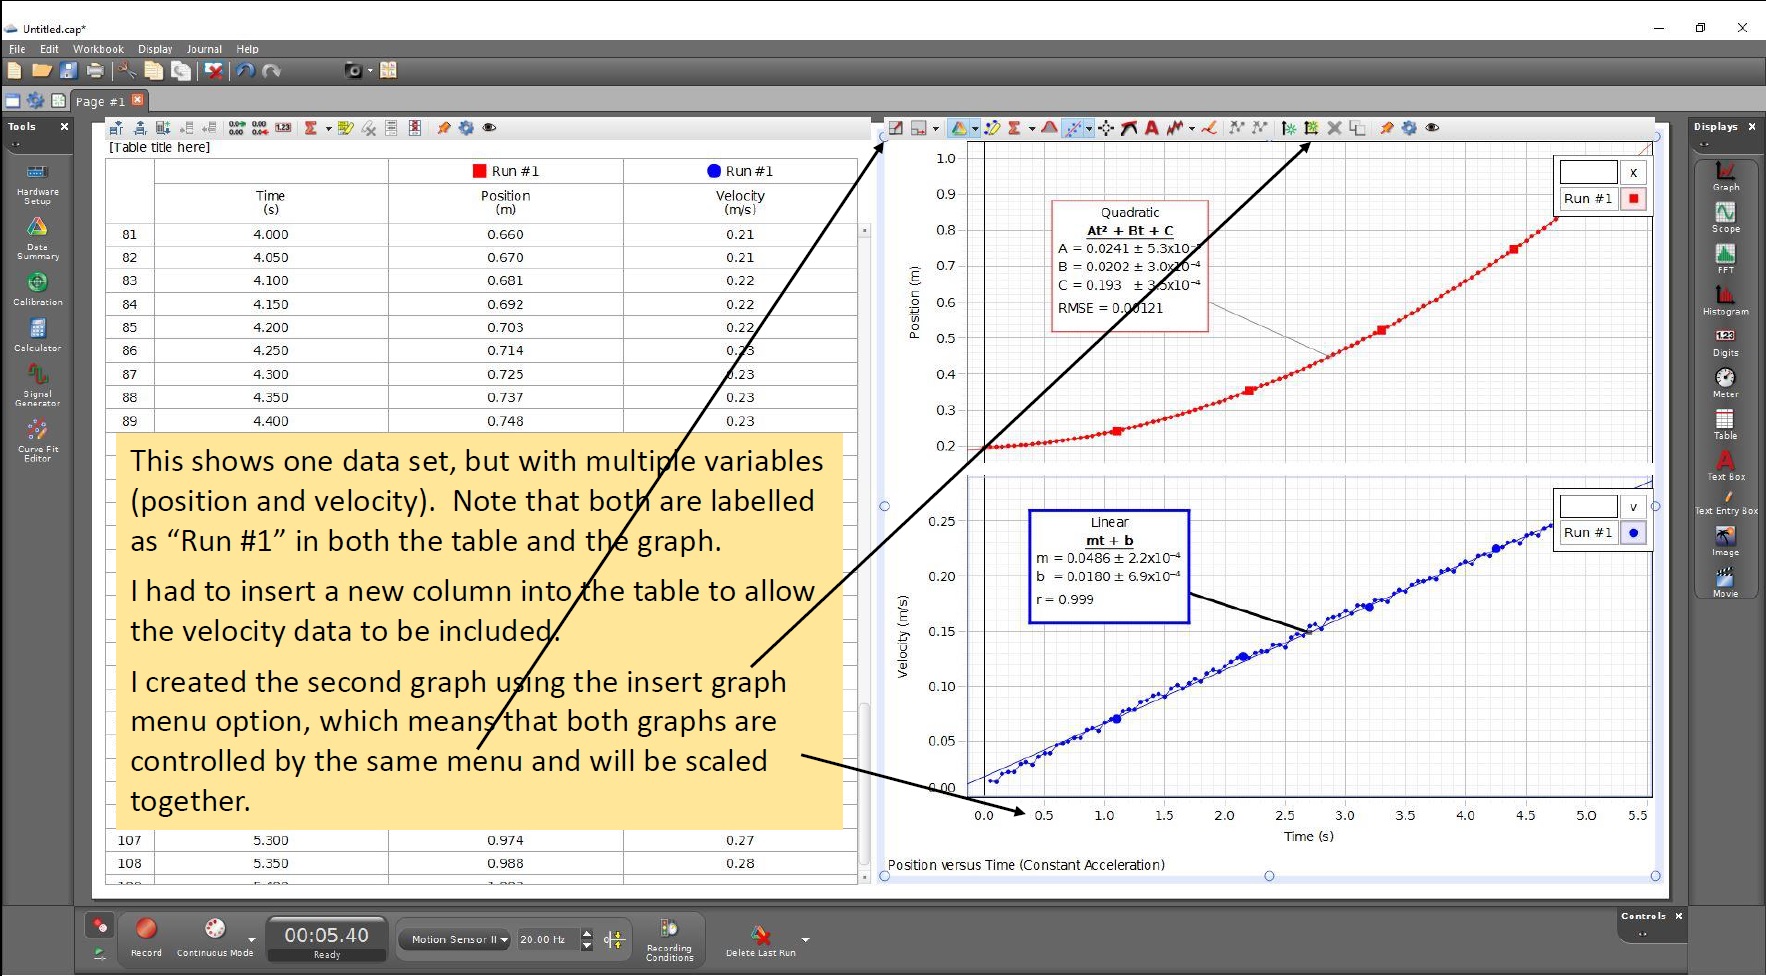 Untitled.cap*
File Edit Workbook Display Journal Help
Page #1
Tools
Hardware
Setup
Data
Summary
Calibration
Calculator
Signal
Generator
Curve Fit
Editor
[Table title here]
Run #1 Run #1
Time Position Velocity
(s) (m) (m/s)
81 4.000 0.660 0.21
82 4.050 0.670 0.21
83 4.100 0.681 0.22
84 4.150 0.692 0.22
85 4.200 0.703 0.22
86 4.250 0.714 0.23
87 4.300 0.725 0.23
88 4.350 0.737 0.23
89 4.400 0.748 0.23
This shows one data set, but with multiple variables
(position and velocity). Note that both are labelled
as “Run #1” in both the table and the graph.
I had to insert a new column into the table to allow
the velocity data to be included.
I created the second graph using the insert graph
menu option, which means that both graphs are
controlled by the same menu and will be scaled
together.
107 5.300 0.974 0.27
108 5.350 0.988 0.28
1.0
0.9
0.8
0.7
0.6
0.5
0.4
0.3
0.2
Position (m)
Quadratic
At² + Bt + C
A = 0.0241 ± 5.3x10
B = 0.0202 ± 3.0x10⁻⁴
C = 0.193 ± 3.5x10⁻⁴
RMSE = 0.00121
x
Run #1
0.25
0.20
0.15
0.10
0.05
0.00
Velocity (m/s)
Linear
mt + b
m = 0.0486 ± 2.2x10⁻⁴
b = 0.0180 ± 6.9x10⁻⁴
r = 0.999
v
Run #1
0.0 0.5 1.0 1.5 2.0 2.5 3.0 3.5 4.0 4.5 5.0 5.5
Time (s)
Position versus Time (Constant Acceleration)
Displays
Graph
Scope
FFT
Histogram
Digits
Meter
Table
Text Box
Text Entry Box
Image
Movie
Record
Continuous Mode
00:05.40
Ready
Motion Sensor II
20.00 Hz
Recording
Conditions
Delete Last Run
Controls